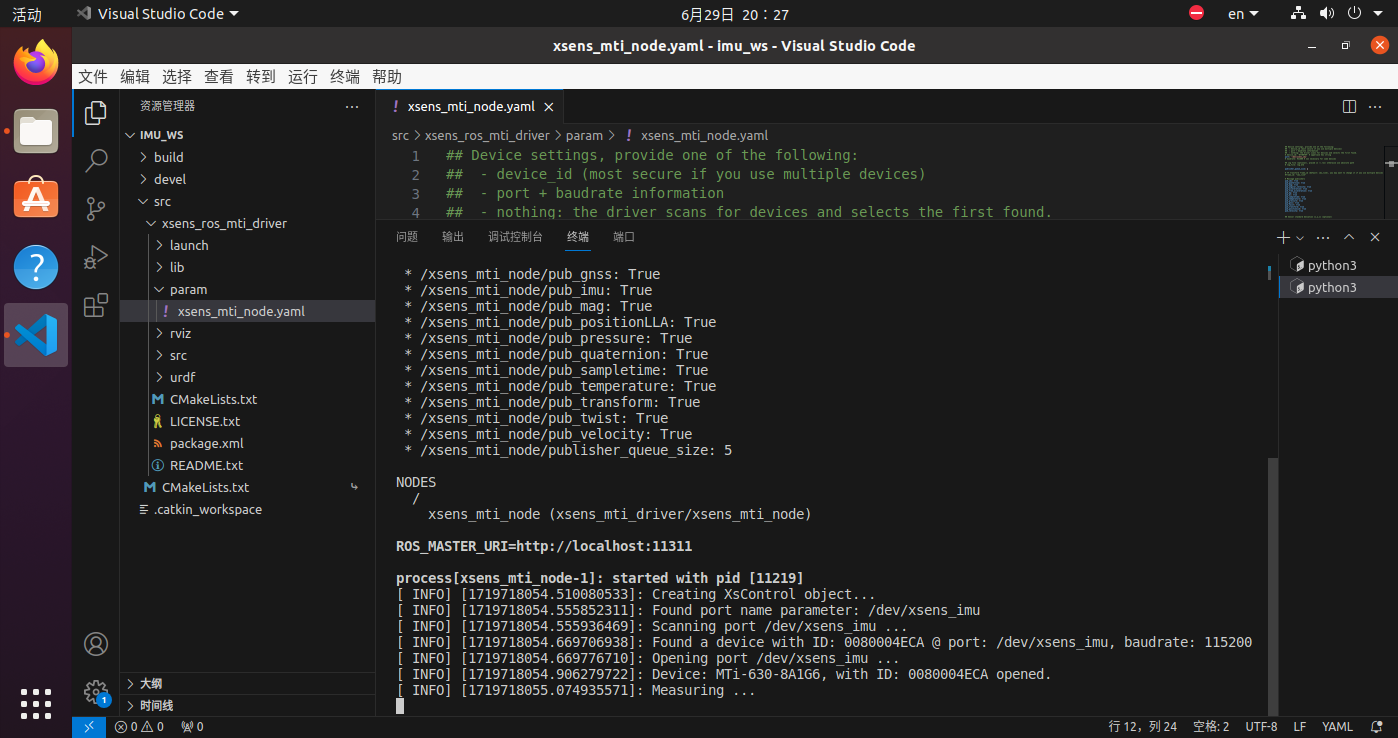 活动
Visual Studio Code
6月29日 20：27
en
xsens_mti_node.yaml - imu_ws - Visual Studio Code
文件 编辑 选择 查看 转到 运行 终端 帮助
资源管理器
IMU_WS
build
devel
src
xsens_ros_mti_driver
launch
lib
param
! xsens_mti_node.yaml
rviz
src
urdf
CMakeLists.txt
LICENSE.txt
package.xml
README.txt
CMakeLists.txt
.catkin_workspace
大纲
时间线
! xsens_mti_node.yaml
src > xsens_ros_mti_driver > param > ! xsens_mti_node.yaml
1 ## Device settings, provide one of the following:
2 ##  - device_id (most secure if you use multiple devices)
3 ##  - port + baudrate information
4 ##  - nothing: the driver scans for devices and selects the first found.
问题 输出 调试控制台 终端 端口
python3
python3
* /xsens_mti_node/pub_gnss: True
* /xsens_mti_node/pub_imu: True
* /xsens_mti_node/pub_mag: True
* /xsens_mti_node/pub_positionLLA: True
* /xsens_mti_node/pub_pressure: True
* /xsens_mti_node/pub_quaternion: True
* /xsens_mti_node/pub_sampletime: True
* /xsens_mti_node/pub_temperature: True
* /xsens_mti_node/pub_transform: True
* /xsens_mti_node/pub_twist: True
* /xsens_mti_node/pub_velocity: True
* /xsens_mti_node/publisher_queue_size: 5
NODES
/
xsens_mti_node (xsens_mti_driver/xsens_mti_node)
ROS_MASTER_URI=http://localhost:11311
process[xsens_mti_node-1]: started with pid [11219]
[ INFO] [1719718054.510080533]: Creating XsControl object...
[ INFO] [1719718054.555852311]: Found port name parameter: /dev/xsens_imu
[ INFO] [1719718054.555936469]: Scanning port /dev/xsens_imu ...
[ INFO] [1719718054.669706938]: Found a device with ID: 0080004ECA @ port: /dev/xsens_imu, baudrate: 115200
[ INFO] [1719718054.669776710]: Opening port /dev/xsens_imu ...
[ INFO] [1719718054.906279722]: Device: MTi-630-8A1G6, with ID: 0080004ECA opened.
[ INFO] [1719718055.074935571]: Measuring ...
1
0 0 0 行 12，列 24 空格: 2 UTF-8 LF YAML